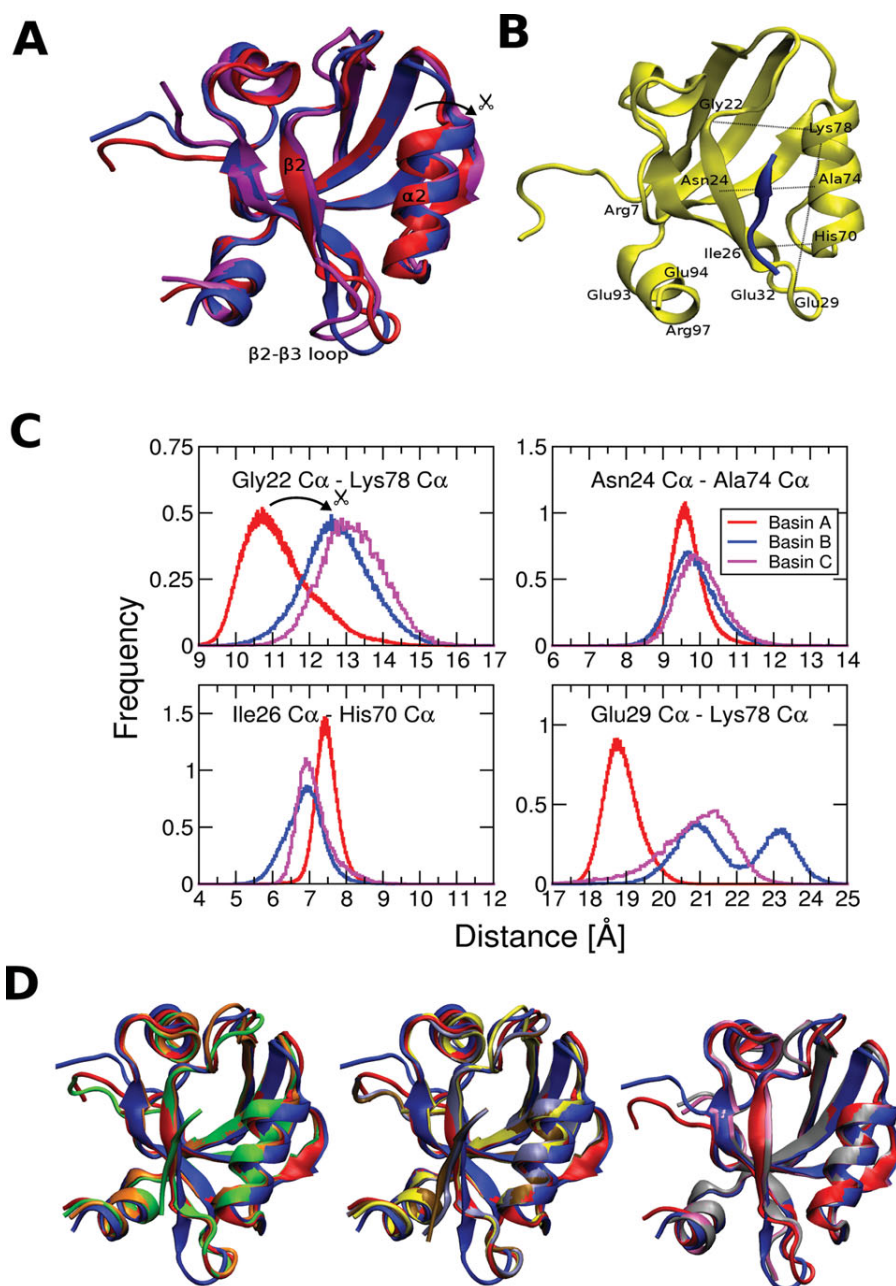 A
β2
α2
β2-β3 loop
B
Gly22
Lys78
Asn24
Ala74
Arg7
Ile26
His70
Glu94
Glu93
Glu32
Glu29
Arg97
C
Frequency
0.75
0.5
0.25
0
Gly22 Cα - Lys78 Cα
9 10 11 12 13 14 15 16 17
1.5
1
0.5
0
Asn24 Cα - Ala74 Cα
Basin A
Basin B
Basin C
6 7 8 9 10 11 12 13 14
1.5
1
0.5
0
Ile26 Cα - His70 Cα
4 5 6 7 8 9 10 11 12
1
0.5
0
Glu29 Cα - Lys78 Cα
17 18 19 20 21 22 23 24 25
Distance [Å]
D